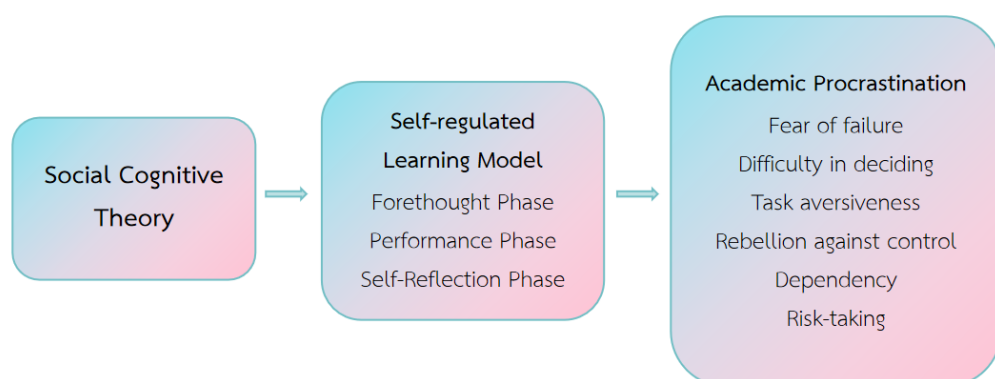 Social Cognitive
Theory
Self-regulated
Learning Model
Forethought Phase
Performance Phase
Self-Reflection Phase
Academic Procrastination
Fear of failure
Difficulty in deciding
Task aversiveness
Rebellion against control
Dependency
Risk-taking